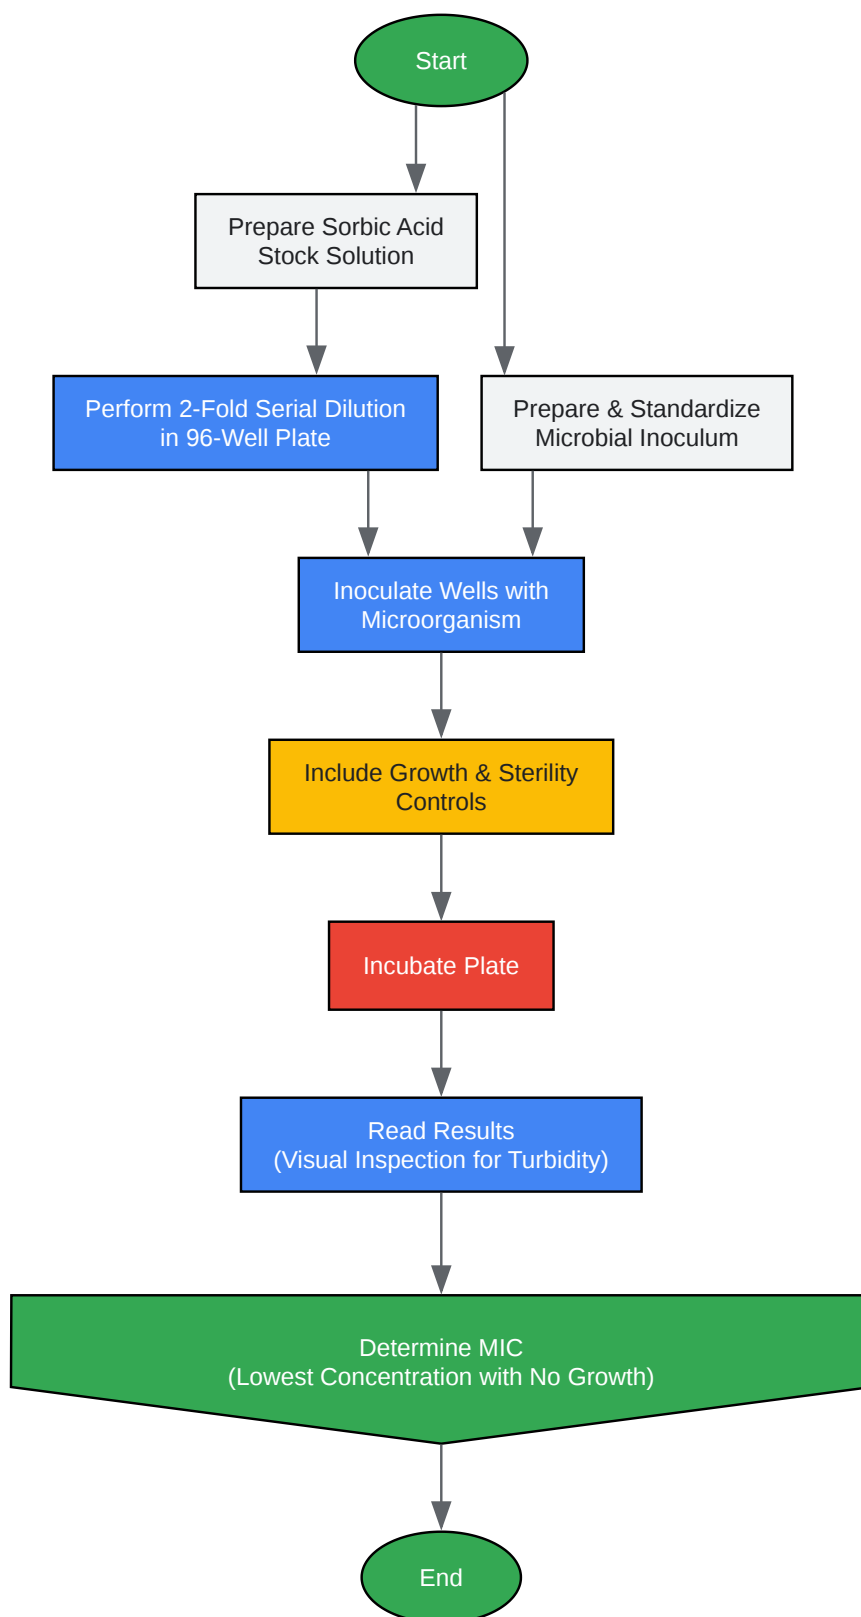 Start
Prepare Sorbic Acid
Stock Solution
Perform 2-Fold Serial Dilution
in 96-Well Plate
Prepare & Standardize
Microbial Inoculum
Inoculate Wells with
Microorganism
Include Growth & Sterility
Controls
Incubate Plate
Read Results
(Visual Inspection for Turbidity)
Determine MIC
(Lowest Concentration with No Growth)
End